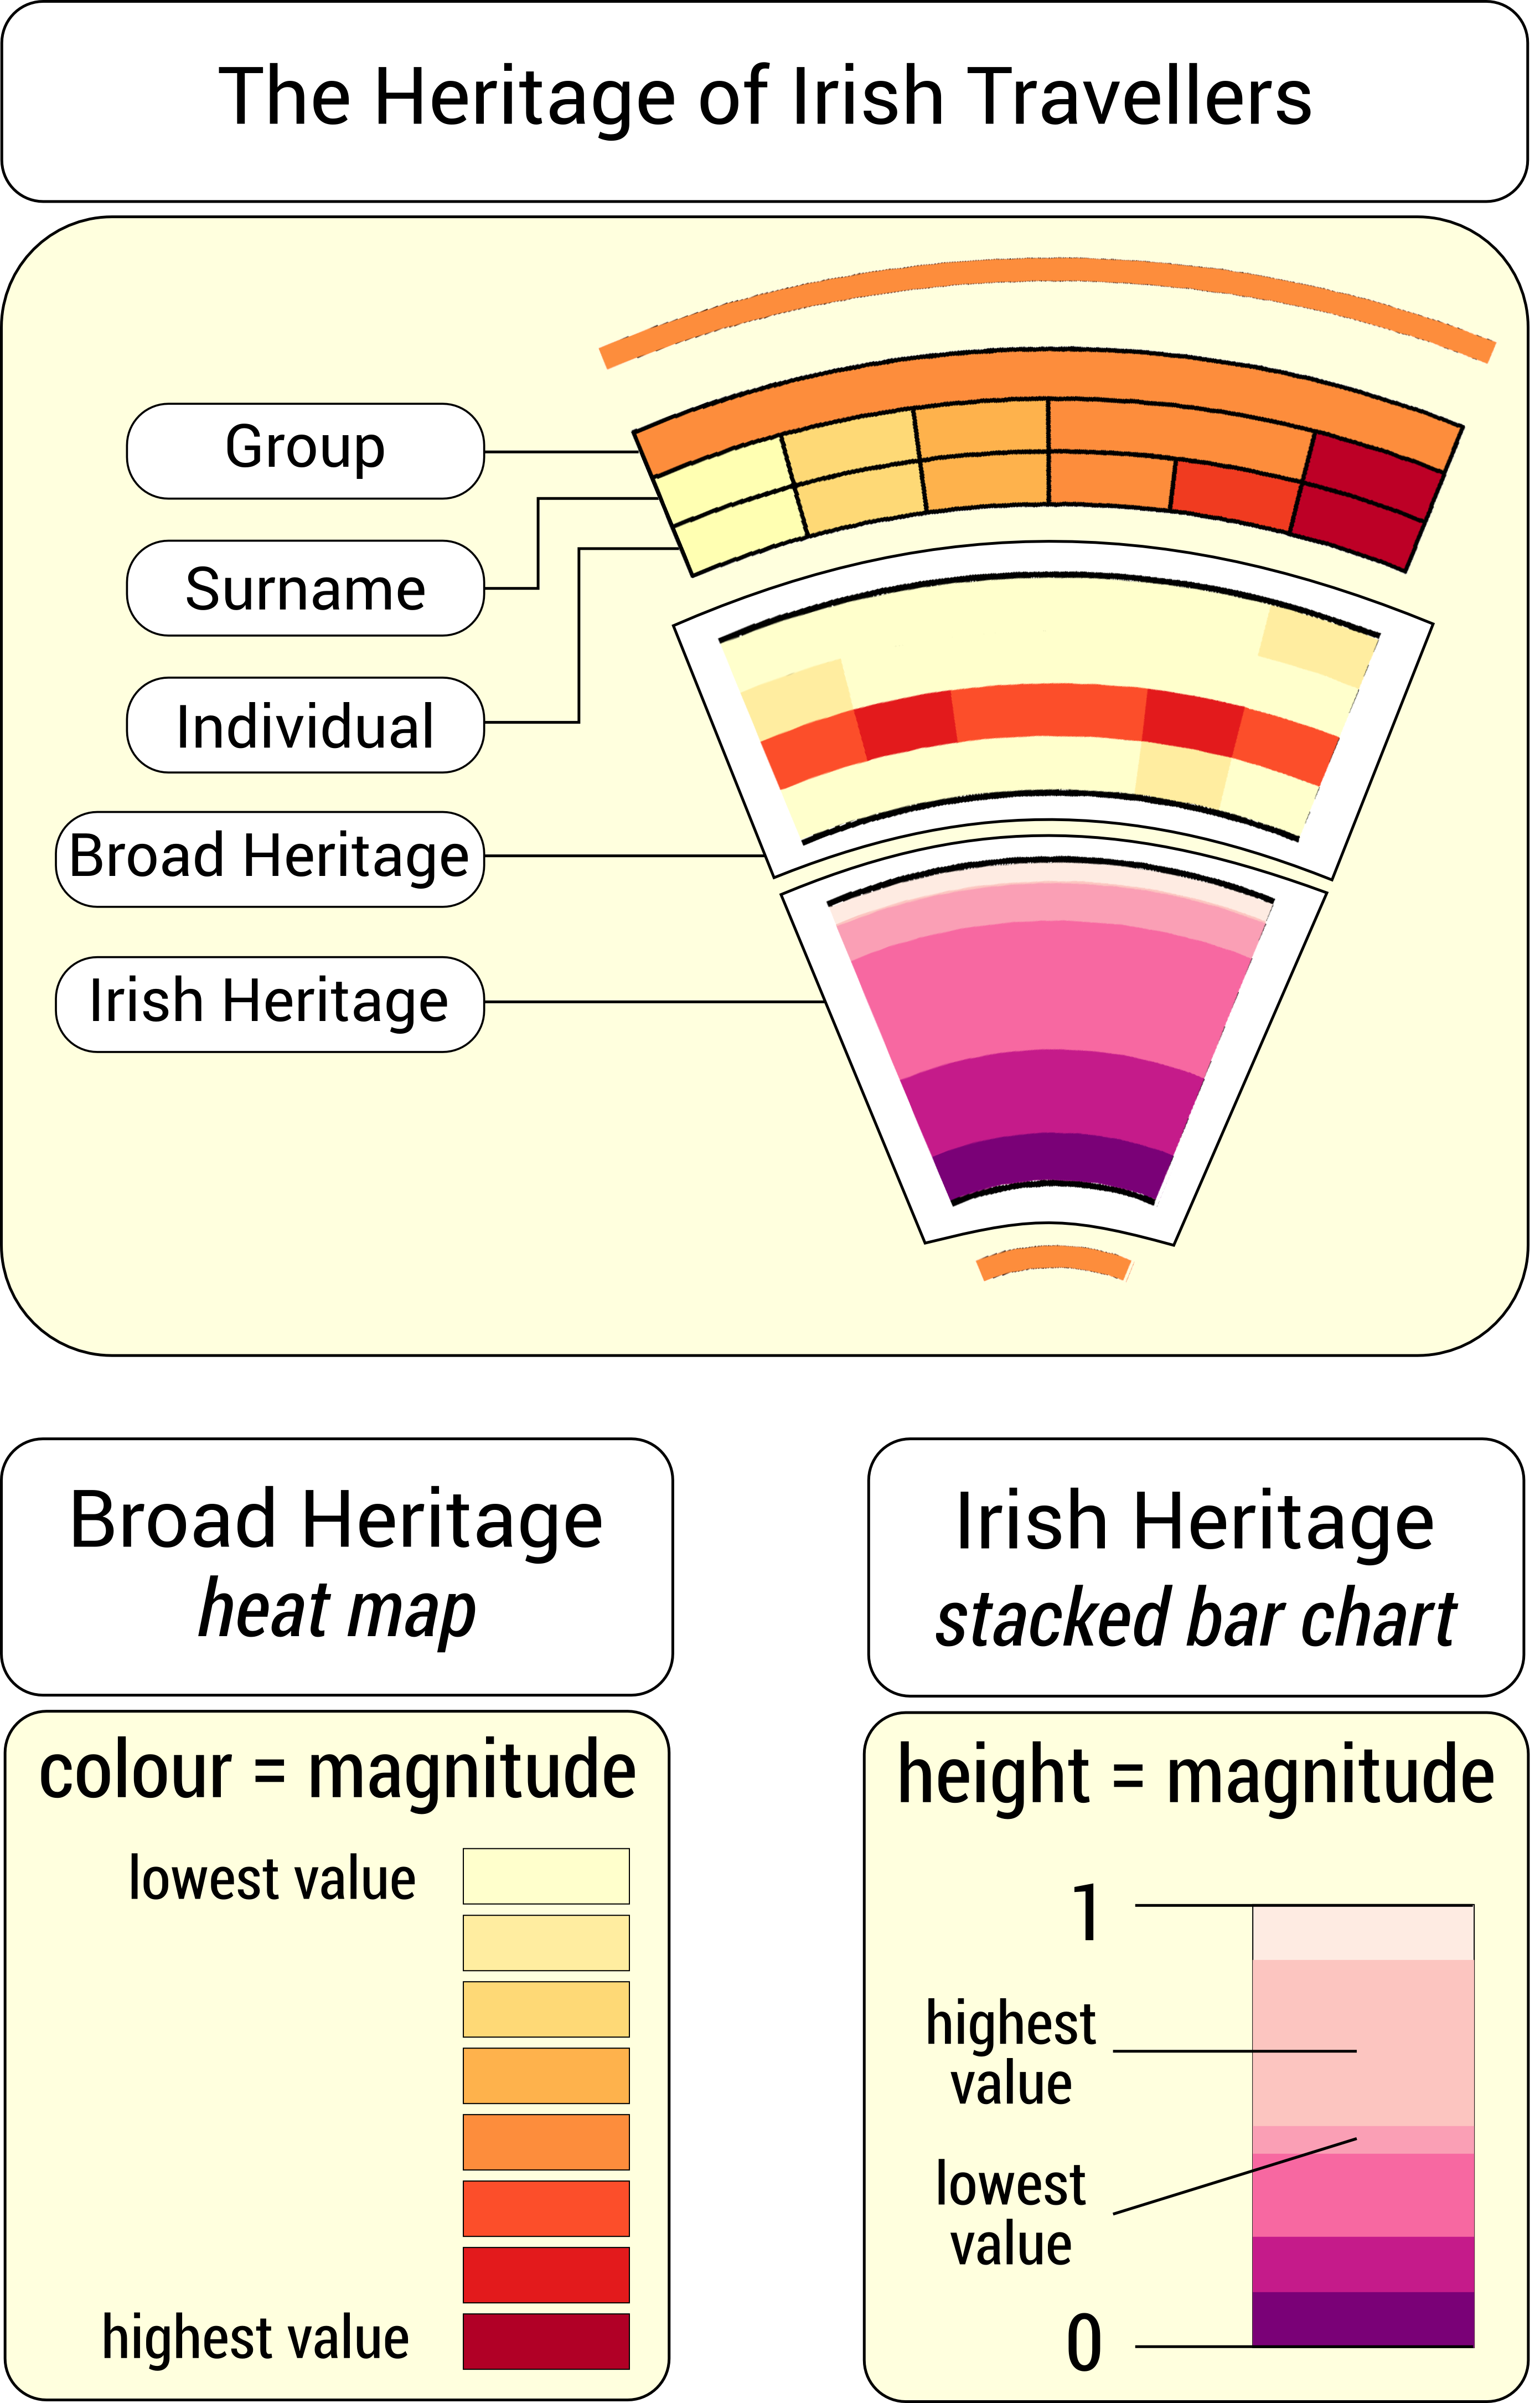 The Heritage of Irish Travellers
Group
Surname
Individual
Broad Heritage
Irish Heritage
Broad Heritage
heat map
colour = magnitude
lowest value
highest value
Irish Heritage
stacked bar chart
height = magnitude
1
highest
value
lowest
value
0